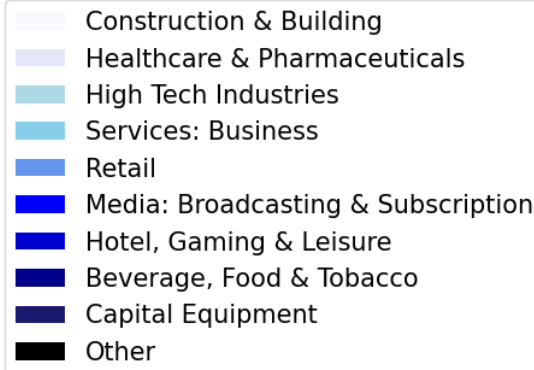 Construction & Building
Healthcare & Pharmaceuticals
High Tech Industries
Services: Business
Retail
Media: Broadcasting & Subscription
Hotel, Gaming & Leisure
Beverage, Food & Tobacco
Capital Equipment
Other